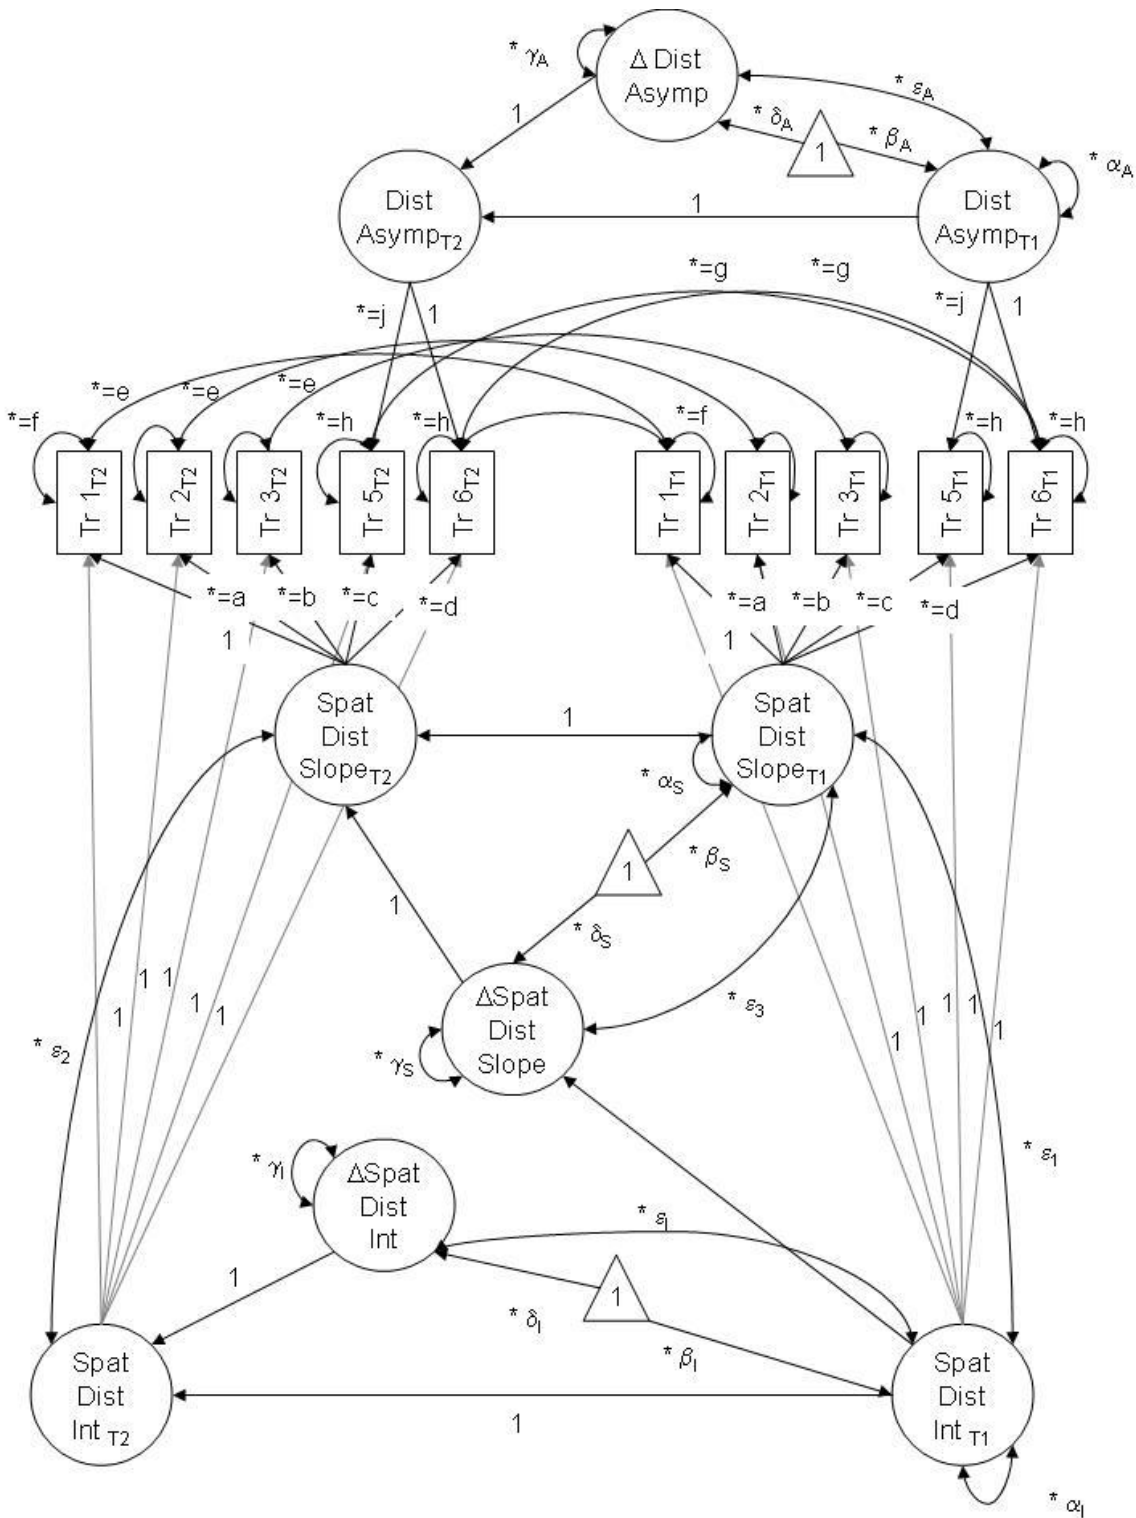 * γA
Δ Dist
Asymp
* εA
1
* δA
* βA
1
* αA
Dist
AsympT2
1
Dist
AsympT1
*=g
*=g
*=j
1
*=j
1
*=e
*=e
*=e
*=f
*=h
*=h
*=f
*=h
*=h
Tr 1T2
Tr 2T2
Tr 3T2
Tr 5T2
Tr 6T2
Tr 1T1
Tr 2T1
Tr 3T1
Tr 5T1
Tr 6T1
*=a
*=b
*=c
*=d
*=a
*=b
*=c
*=d
1
1
Spat
Dist
SlopeT2
1
Spat
Dist
SlopeT1
* αS
1
* βS
1
* δS
ΔSpat
Dist
Slope
* ε3
* γS
1
1
1
1
1
1
1
1
1
1
* ε2
* ε1
* γI
ΔSpat
Dist
Int
* εI
1
1
* δI
* βI
Spat
Dist
Int T2
1
Spat
Dist
Int T1
* αI